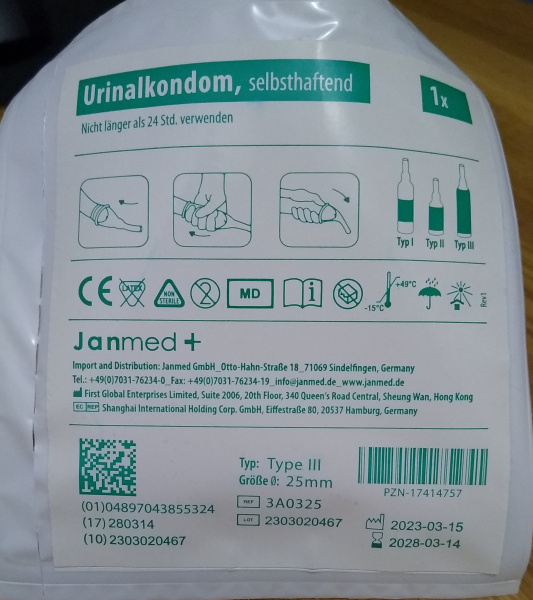 Urinalkondom, selbsthaftend
1x
Nicht länger als 24 Std. verwenden
Typ I Typ II Typ III
CE LATEX NON STERILE 2 MD i -15°C +49°C Rev.1
Janmed +
Import and Distribution: Janmed GmbH_Otto-Hahn-Straße 18_71069 Sindelfingen, Germany
Tel.: +49(0)7031-76234-0_Fax: +49(0)7031-76234-19_info@janmed.de_www.janmed.de
First Global Enterprises Limited, Suite 2006, 20th Floor, 340 Queen's Road Central, Sheung Wan, Hong Kong
EC REP Shanghai International Holding Corp. GmbH, Eiffestraße 80, 20537 Hamburg, Germany
Typ: Type III
Größe Ø: 25mm
PZN-17414757
(01)04897043855324
REF 3A0325
(17)280314
LOT 2303020467
2023-03-15
(10)2303020467
2028-03-14